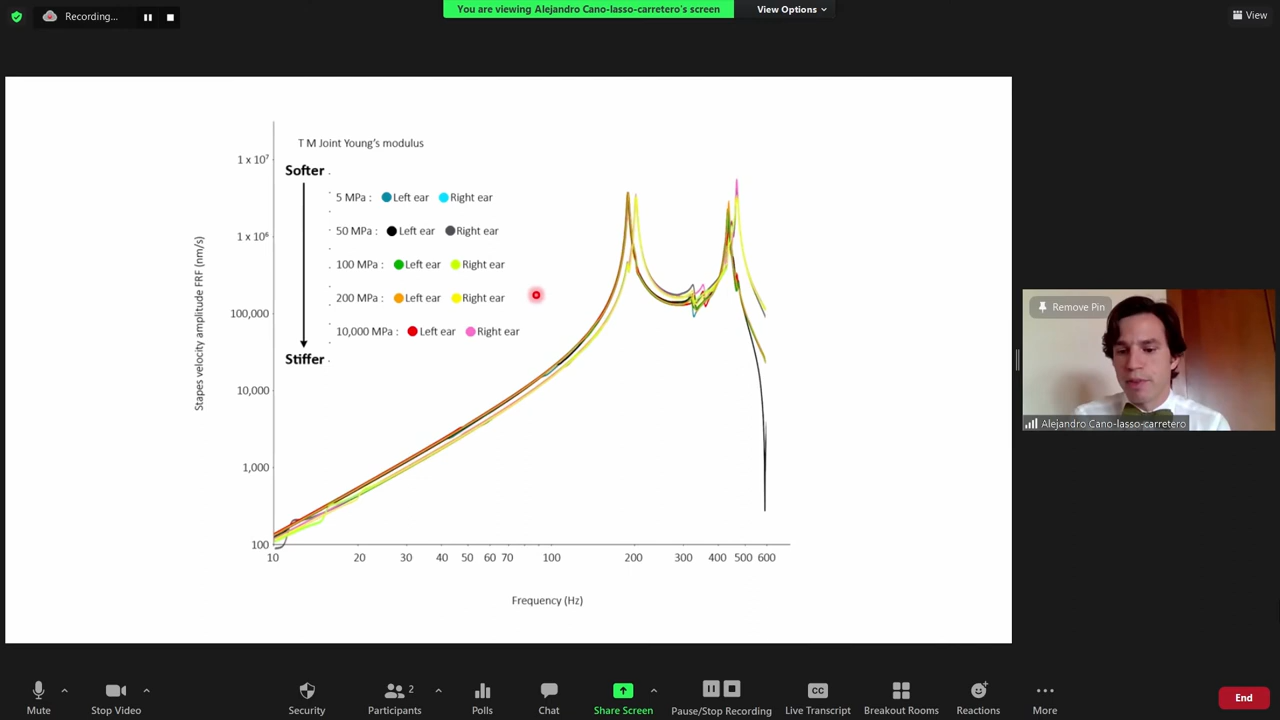 Recording...
You are viewing Alejandro Cano-lasso-carretero's screen
View Options
View
T M Joint Young's modulus
Softer
5 MPa : Left ear Right ear
50 MPa : Left ear Right ear
100 MPa : Left ear Right ear
200 MPa : Left ear Right ear
10,000 MPa : Left ear Right ear
Stiffer
Stapes velocity amplitude FRF (nm/s)
1 x 10⁷
1 x 10⁶
100,000
10,000
1,000
100
10 20 30 40 50 60 70 100 200 300 400 500 600
Frequency (Hz)
Remove Pin
Alejandro Cano-lasso-carretero
Mute
Stop Video
Security
2
Participants
Polls
Chat
Share Screen
Pause/Stop Recording
CC
Live Transcript
Breakout Rooms
Reactions
More
End